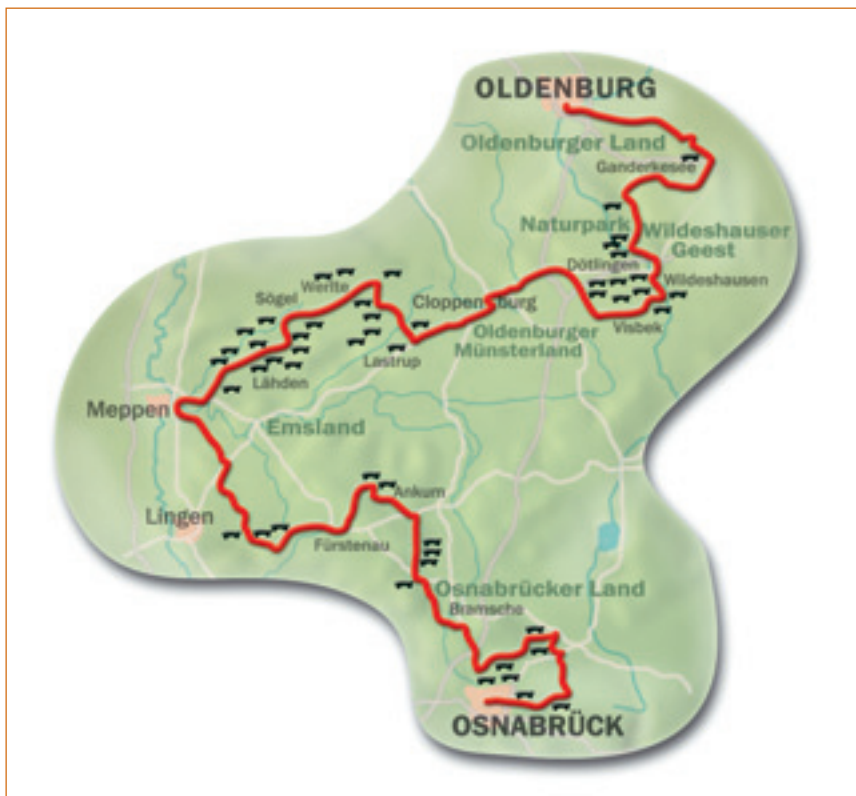 OLDENBURG
Oldenburger Land
Ganderkesee
Naturpark
Wildeshauser
Geest
Dötlingen
Wildeshausen
Werlte
Sögel
Cloppenburg
Visbek
Oldenburger
Münsterland
Lastrup
Lähden
Meppen
Emsland
Ankum
Lingen
Fürstenau
Osnabrücker Land
Bramsche
OSNABRÜCK